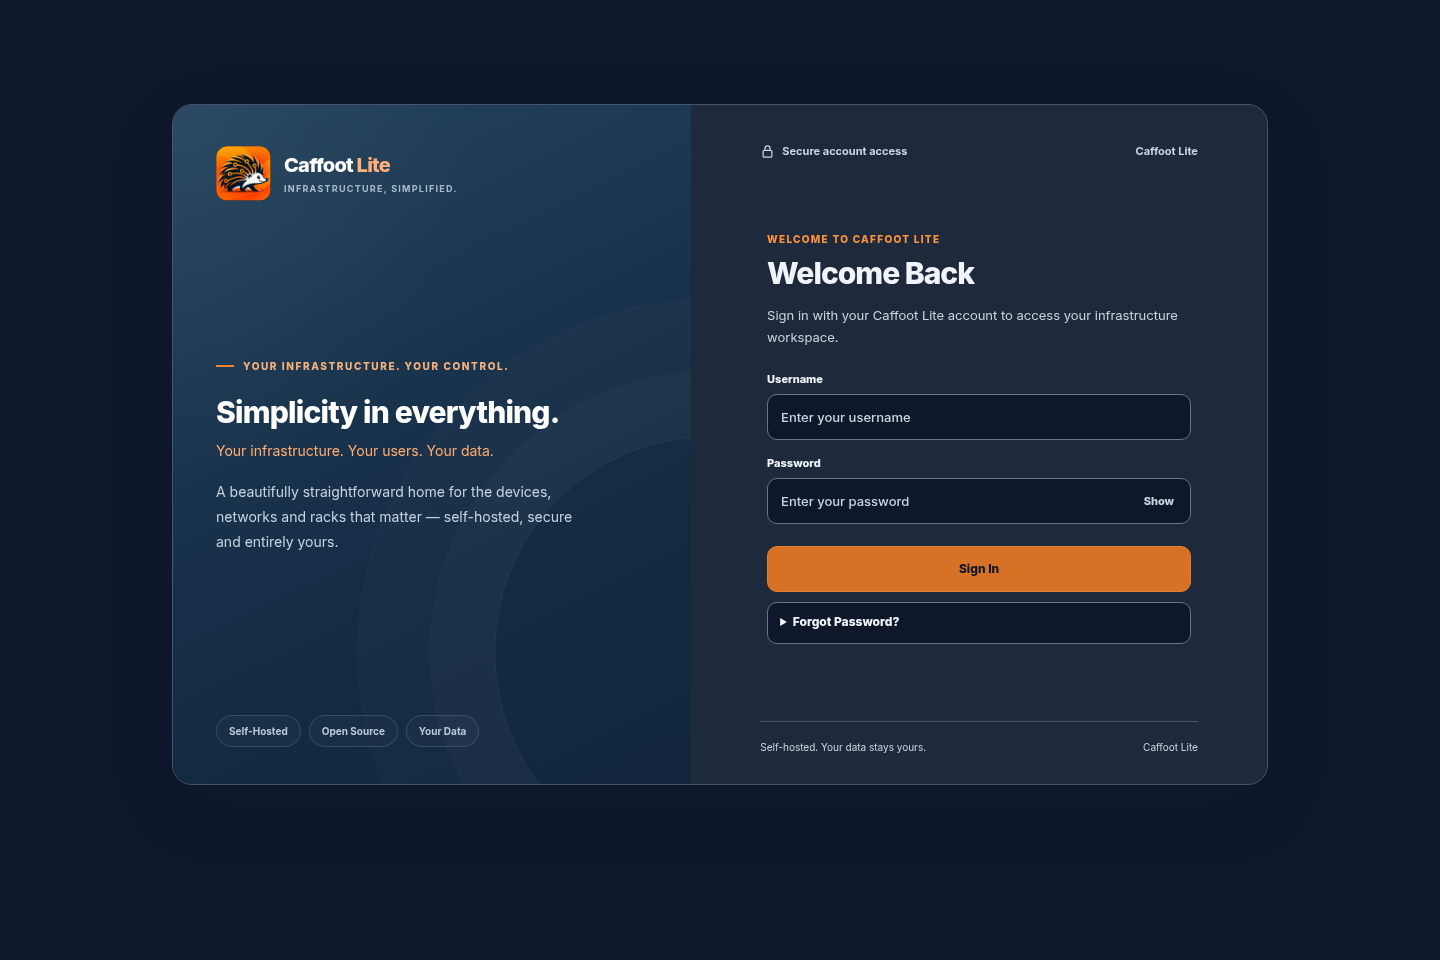 Caffoot Lite
INFRASTRUCTURE, SIMPLIFIED.
YOUR INFRASTRUCTURE. YOUR CONTROL.
Simplicity in everything.
Your infrastructure. Your users. Your data.
A beautifully straightforward home for the devices,
networks and racks that matter — self-hosted, secure
and entirely yours.
Self-Hosted
Open Source
Your Data
Secure account access
Caffoot Lite
WELCOME TO CAFFOOT LITE
Welcome Back
Sign in with your Caffoot Lite account to access your infrastructure
workspace.
Username
Enter your username
Password
Enter your password
Show
Sign In
Forgot Password?
Self-hosted. Your data stays yours.
Caffoot Lite